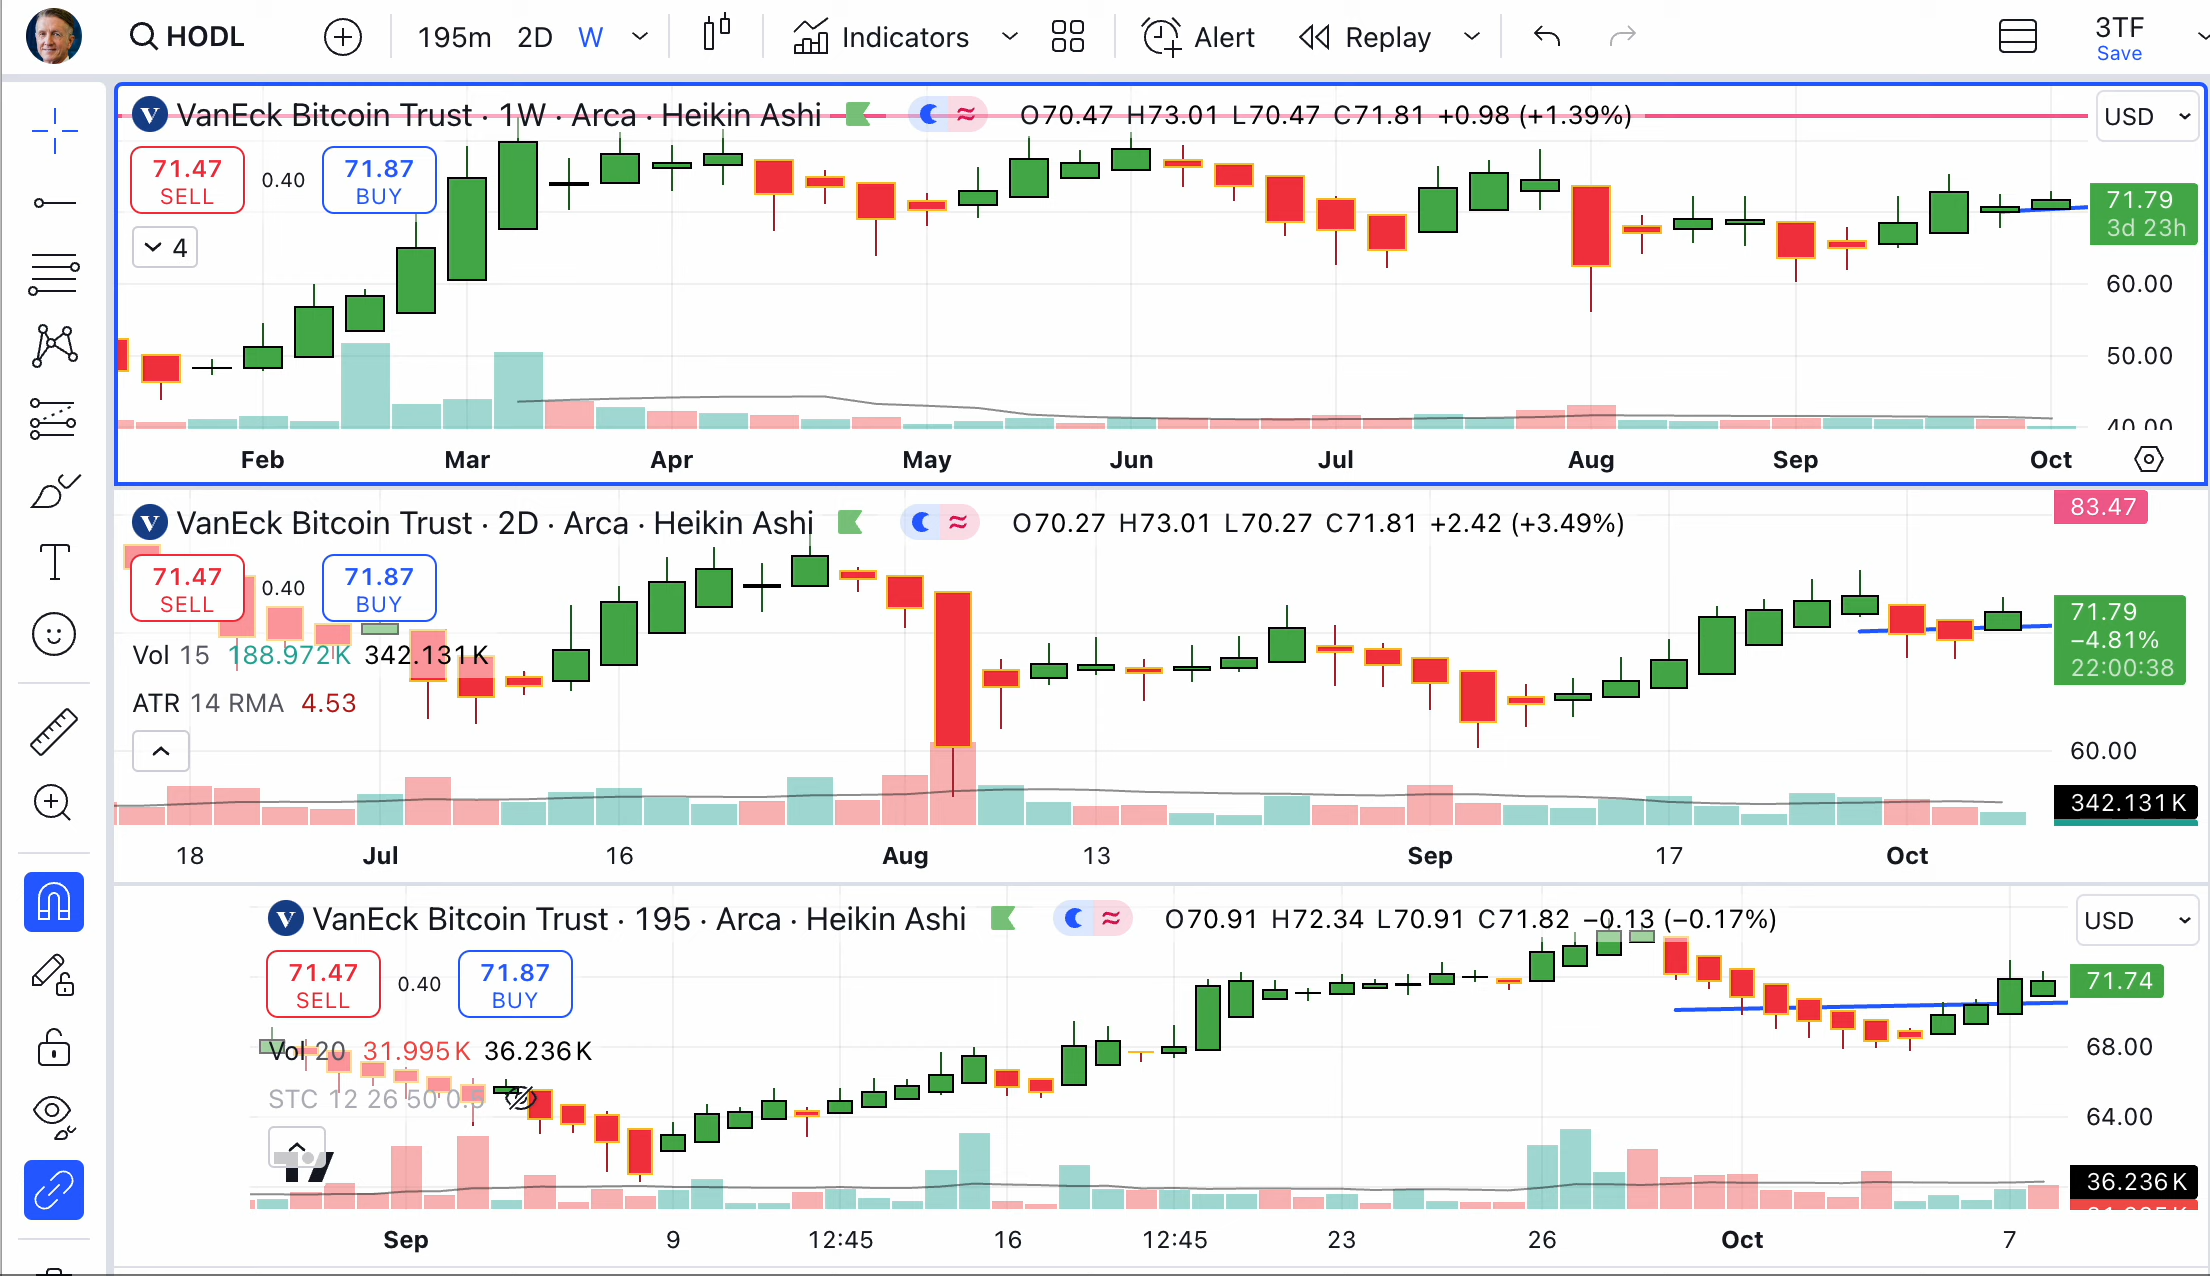 HODL
195m 2D W
Indicators
Alert
Replay
3TF
Save
VanEck Bitcoin Trust · 1W · Arca · Heikin Ashi
O70.47 H73.01 L70.47 C71.81 +0.98 (+1.39%)
USD
71.47
SELL
0.40
71.87
BUY
4
71.79
3d 23h
60.00
50.00
40.00
Feb Mar Apr May Jun Jul Aug Sep Oct
VanEck Bitcoin Trust · 2D · Arca · Heikin Ashi
O70.27 H73.01 L70.27 C71.81 +2.42 (+3.49%)
83.47
71.47
SELL
0.40
71.87
BUY
Vol 15 188.972K 342.131K
ATR 14 RMA 4.53
71.79
−4.81%
22:00:38
60.00
342.131K
18 Jul 16 Aug 13 Sep 17 Oct
VanEck Bitcoin Trust · 195 · Arca · Heikin Ashi
O70.91 H72.34 L70.91 C71.82 −0.13 (−0.17%)
USD
71.47
SELL
0.40
71.87
BUY
Vol 20 31.995K 36.236K
STC 12 26 50 0.5
71.74
68.00
64.00
36.236K
Sep 9 12:45 16 12:45 23 26 Oct 7